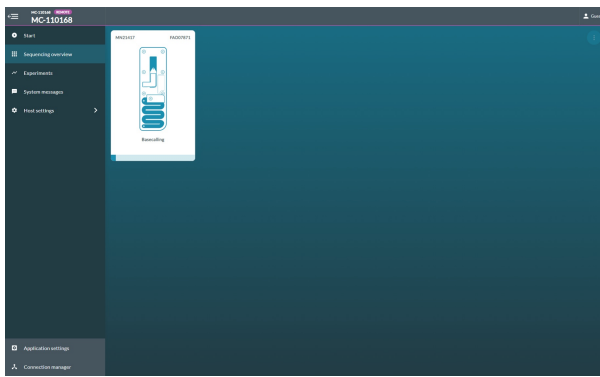 MC-110168 REMOTE
MC-110168
Start
Sequencing overview
Experiments
System messages
Host settings
Application settings
Connection manager
MN21417 FAO07871
Basecalling